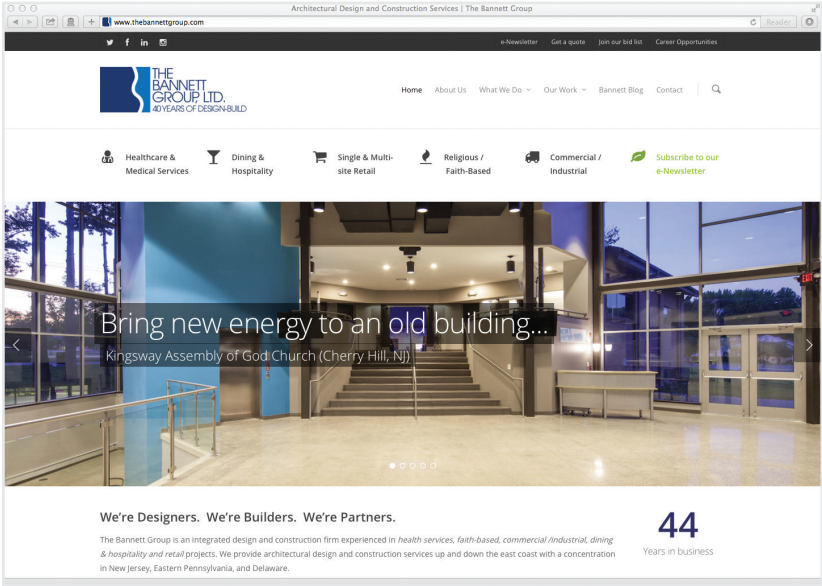 Architectural Design and Construction Services | The Bannett Group
www.thebannettgroup.com
Reader
e-Newsletter Get a quote Join our bid list Career Opportunities
THE
BANNETT
GROUP, LTD.
40 YEARS OF DESIGN-BUILD
Home About Us What We Do Our Work Bannett Blog Contact
Healthcare &
Medical Services
Dining &
Hospitality
Single & Multi-
site Retail
Religious /
Faith-Based
Commercial /
Industrial
Subscribe to our
e-Newsletter
EXIT
Bring new energy to an old building...
Kingsway Assembly of God Church (Cherry Hill, NJ)
We're Designers. We're Builders. We're Partners.
The Bannett Group is an integrated design and construction firm experienced in health services, faith-based, commercial /industrial, dining
& hospitality and retail projects. We provide architectural design and construction services up and down the east coast with a concentration
in New Jersey, Eastern Pennsylvania, and Delaware.
44
Years in business